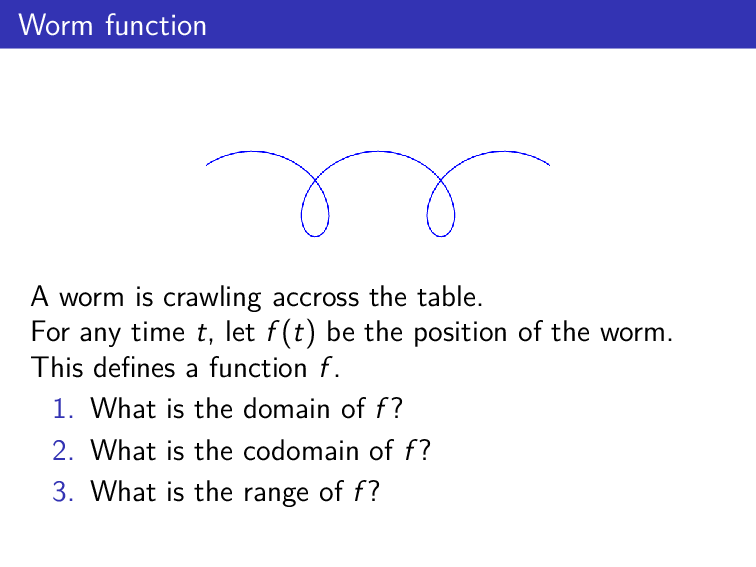 Worm function
A worm is crawling accross the table.
For any time t, let f(t) be the position of the worm.
This defines a function f.
1. What is the domain of f?
2. What is the codomain of f?
3. What is the range of f?